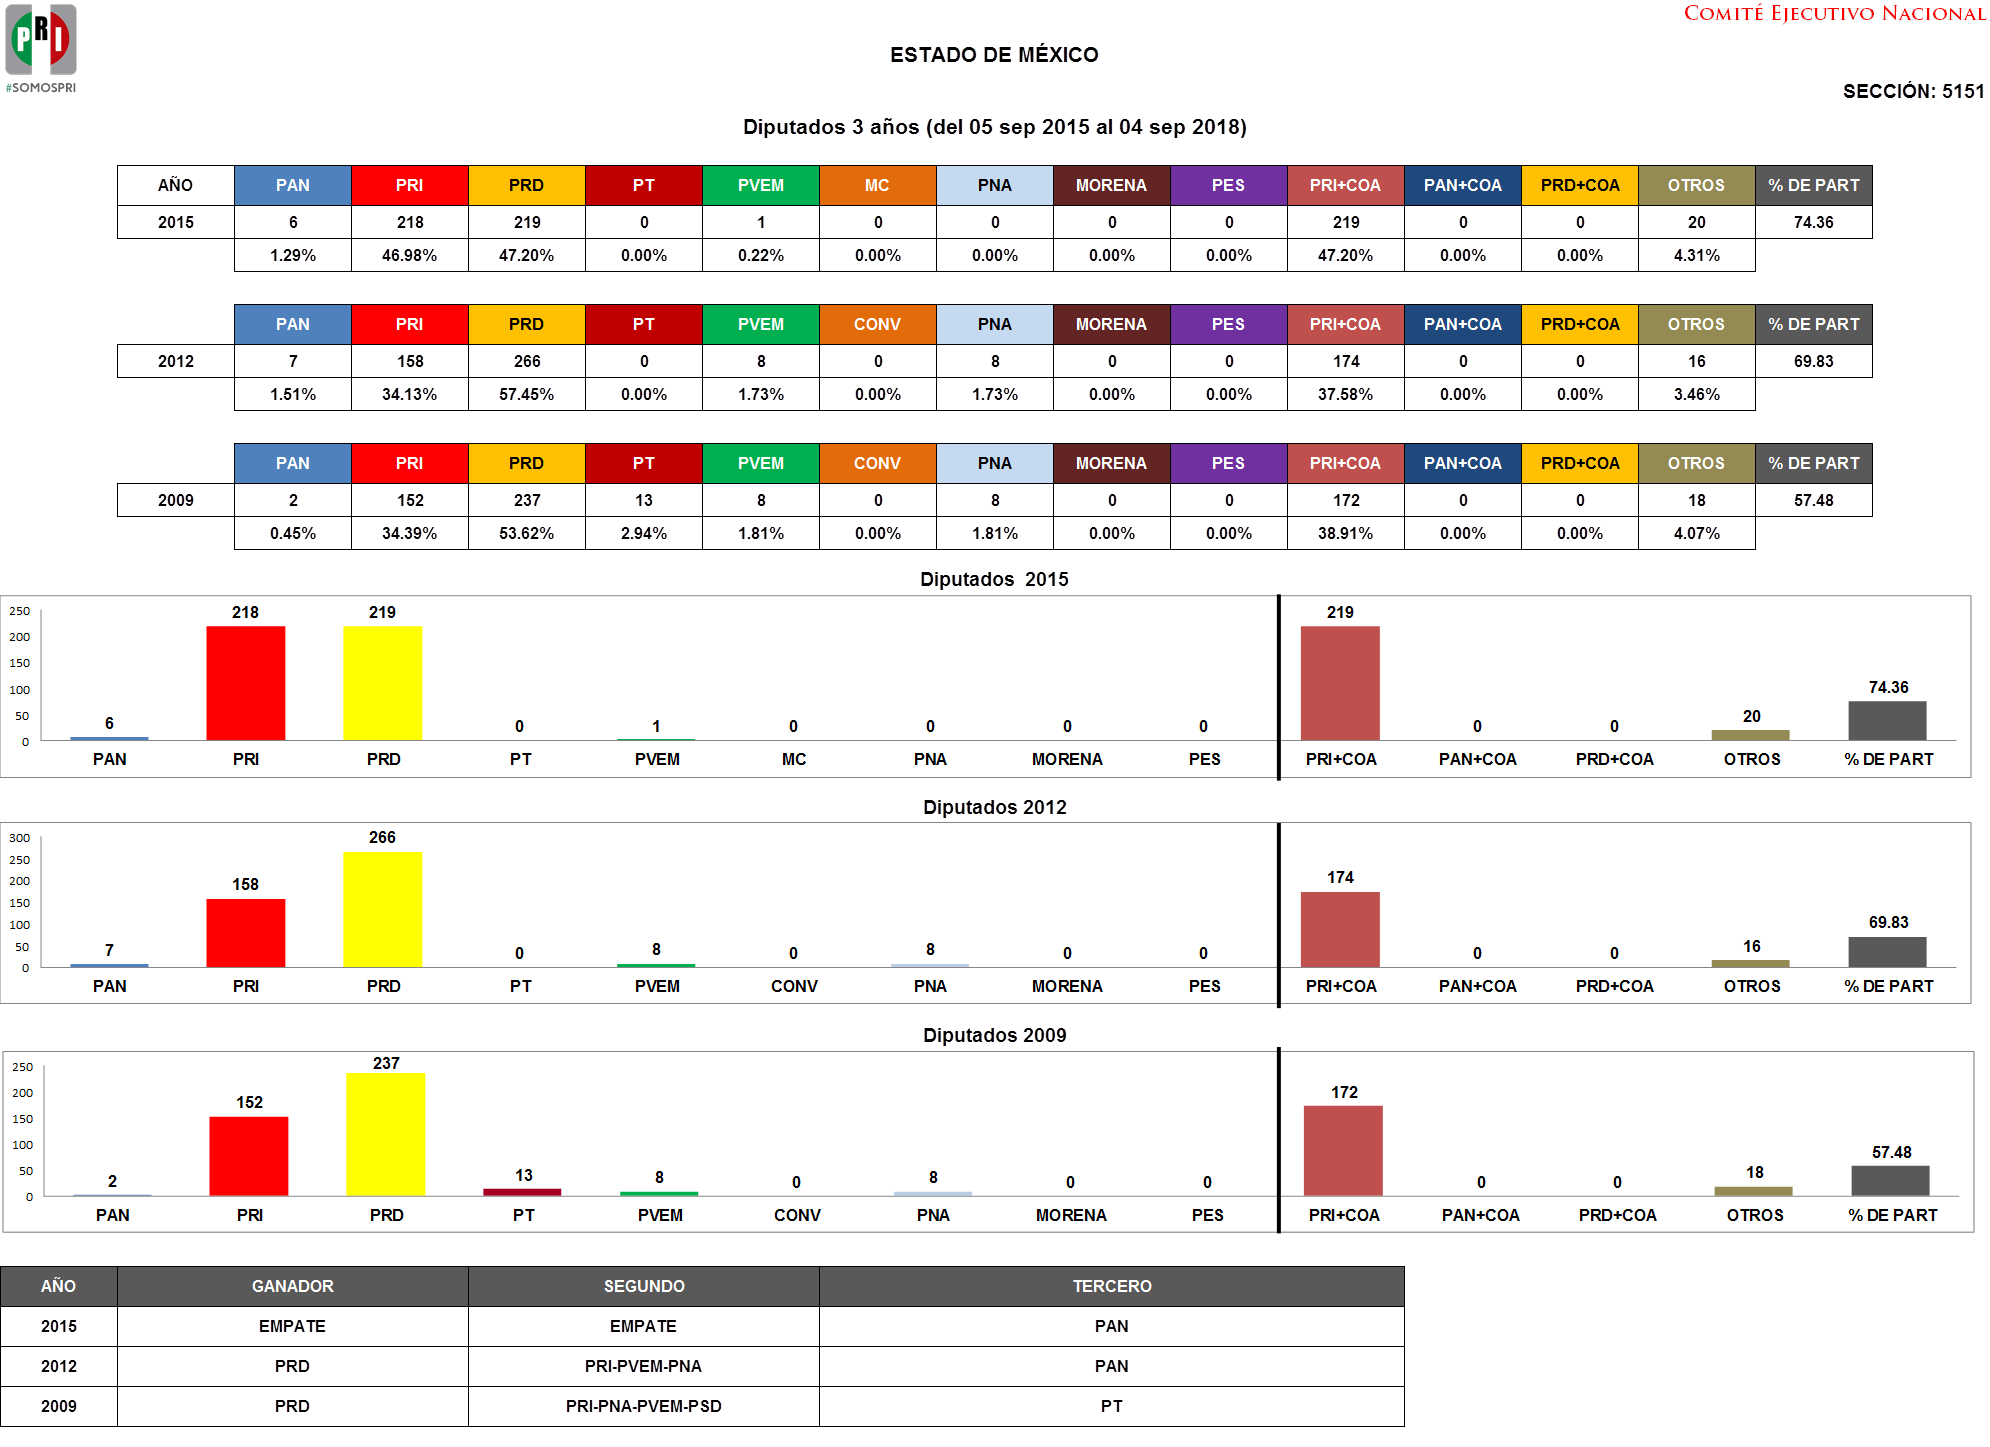 PRI
#SOMOSPRI
COMITÉ EJECUTIVO NACIONAL
ESTADO DE MÉXICO
SECCIÓN: 5151
Diputados 3 años (del 05 sep 2015 al 04 sep 2018)
AÑO PAN PRI PRD PT PVEM MC PNA MORENA PES PRI+COA PAN+COA PRD+COA OTROS % DE PART
2015 6 218 219 0 1 0 0 0 0 219 0 0 20 74.36
1.29% 46.98% 47.20% 0.00% 0.22% 0.00% 0.00% 0.00% 0.00% 47.20% 0.00% 0.00% 4.31%
PAN PRI PRD PT PVEM CONV PNA MORENA PES PRI+COA PAN+COA PRD+COA OTROS % DE PART
2012 7 158 266 0 8 0 8 0 0 174 0 0 16 69.83
1.51% 34.13% 57.45% 0.00% 1.73% 0.00% 1.73% 0.00% 0.00% 37.58% 0.00% 0.00% 3.46%
PAN PRI PRD PT PVEM CONV PNA MORENA PES PRI+COA PAN+COA PRD+COA OTROS % DE PART
2009 2 152 237 13 8 0 8 0 0 172 0 0 18 57.48
0.45% 34.39% 53.62% 2.94% 1.81% 0.00% 1.81% 0.00% 0.00% 38.91% 0.00% 0.00% 4.07%
Diputados 2015
250
200
150
100
50
0
6 218 219 0 1 0 0 0 0 219 0 0 20 74.36
PAN PRI PRD PT PVEM MC PNA MORENA PES PRI+COA PAN+COA PRD+COA OTROS % DE PART
Diputados 2012
300
250
200
150
100
50
0
7 158 266 0 8 0 8 0 0 174 0 0 16 69.83
PAN PRI PRD PT PVEM CONV PNA MORENA PES PRI+COA PAN+COA PRD+COA OTROS % DE PART
Diputados 2009
250
200
150
100
50
0
2 152 237 13 8 0 8 0 0 172 0 0 18 57.48
PAN PRI PRD PT PVEM CONV PNA MORENA PES PRI+COA PAN+COA PRD+COA OTROS % DE PART
AÑO GANADOR SEGUNDO TERCERO
2015 EMPATE EMPATE PAN
2012 PRD PRI-PVEM-PNA PAN
2009 PRD PRI-PNA-PVEM-PSD PT